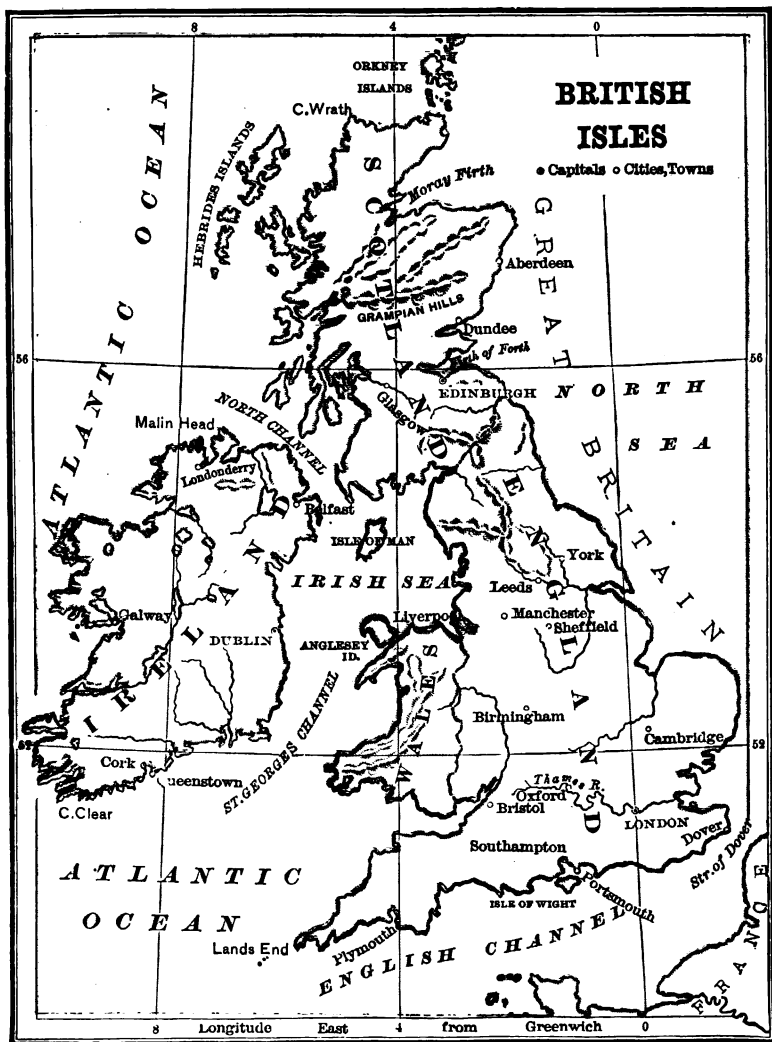 8 4 0
ORKNEY
ISLANDS
C. Wrath
BRITISH
ISLES
Capitals Cities, Towns
ATLANTIC OCEAN
HEBRIDES ISLANDS
SCOTLAND
Moray Firth
GREAT BRITAIN
Aberdeen
GRAMPIAN HILLS
Dundee
Firth of Forth
56 56
EDINBURGH
NORTH
SEA
Glasgow
NORTH CHANNEL
Malin Head
Londonderry
Belfast
ISLE OF MAN
ENGLAND
York
IRISH SEA
Leeds
IRELAND
Galway
Liverpool
Manchester
Sheffield
DUBLIN
ANGLESEY
ID.
WALES
Birmingham
52 52
Cambridge
Cork
ueenstown
ST. GEORGES CHANNEL
C. Clear
Thames R.
Oxford
Bristol
LONDON
Dover
Str. of Dover
Southampton
ATLANTIC
OCEAN
ISLE OF WIGHT
Portsmouth
Plymouth
Lands End
ENGLISH CHANNEL
FRANCE
8 Longitude East 4 from Greenwich 0